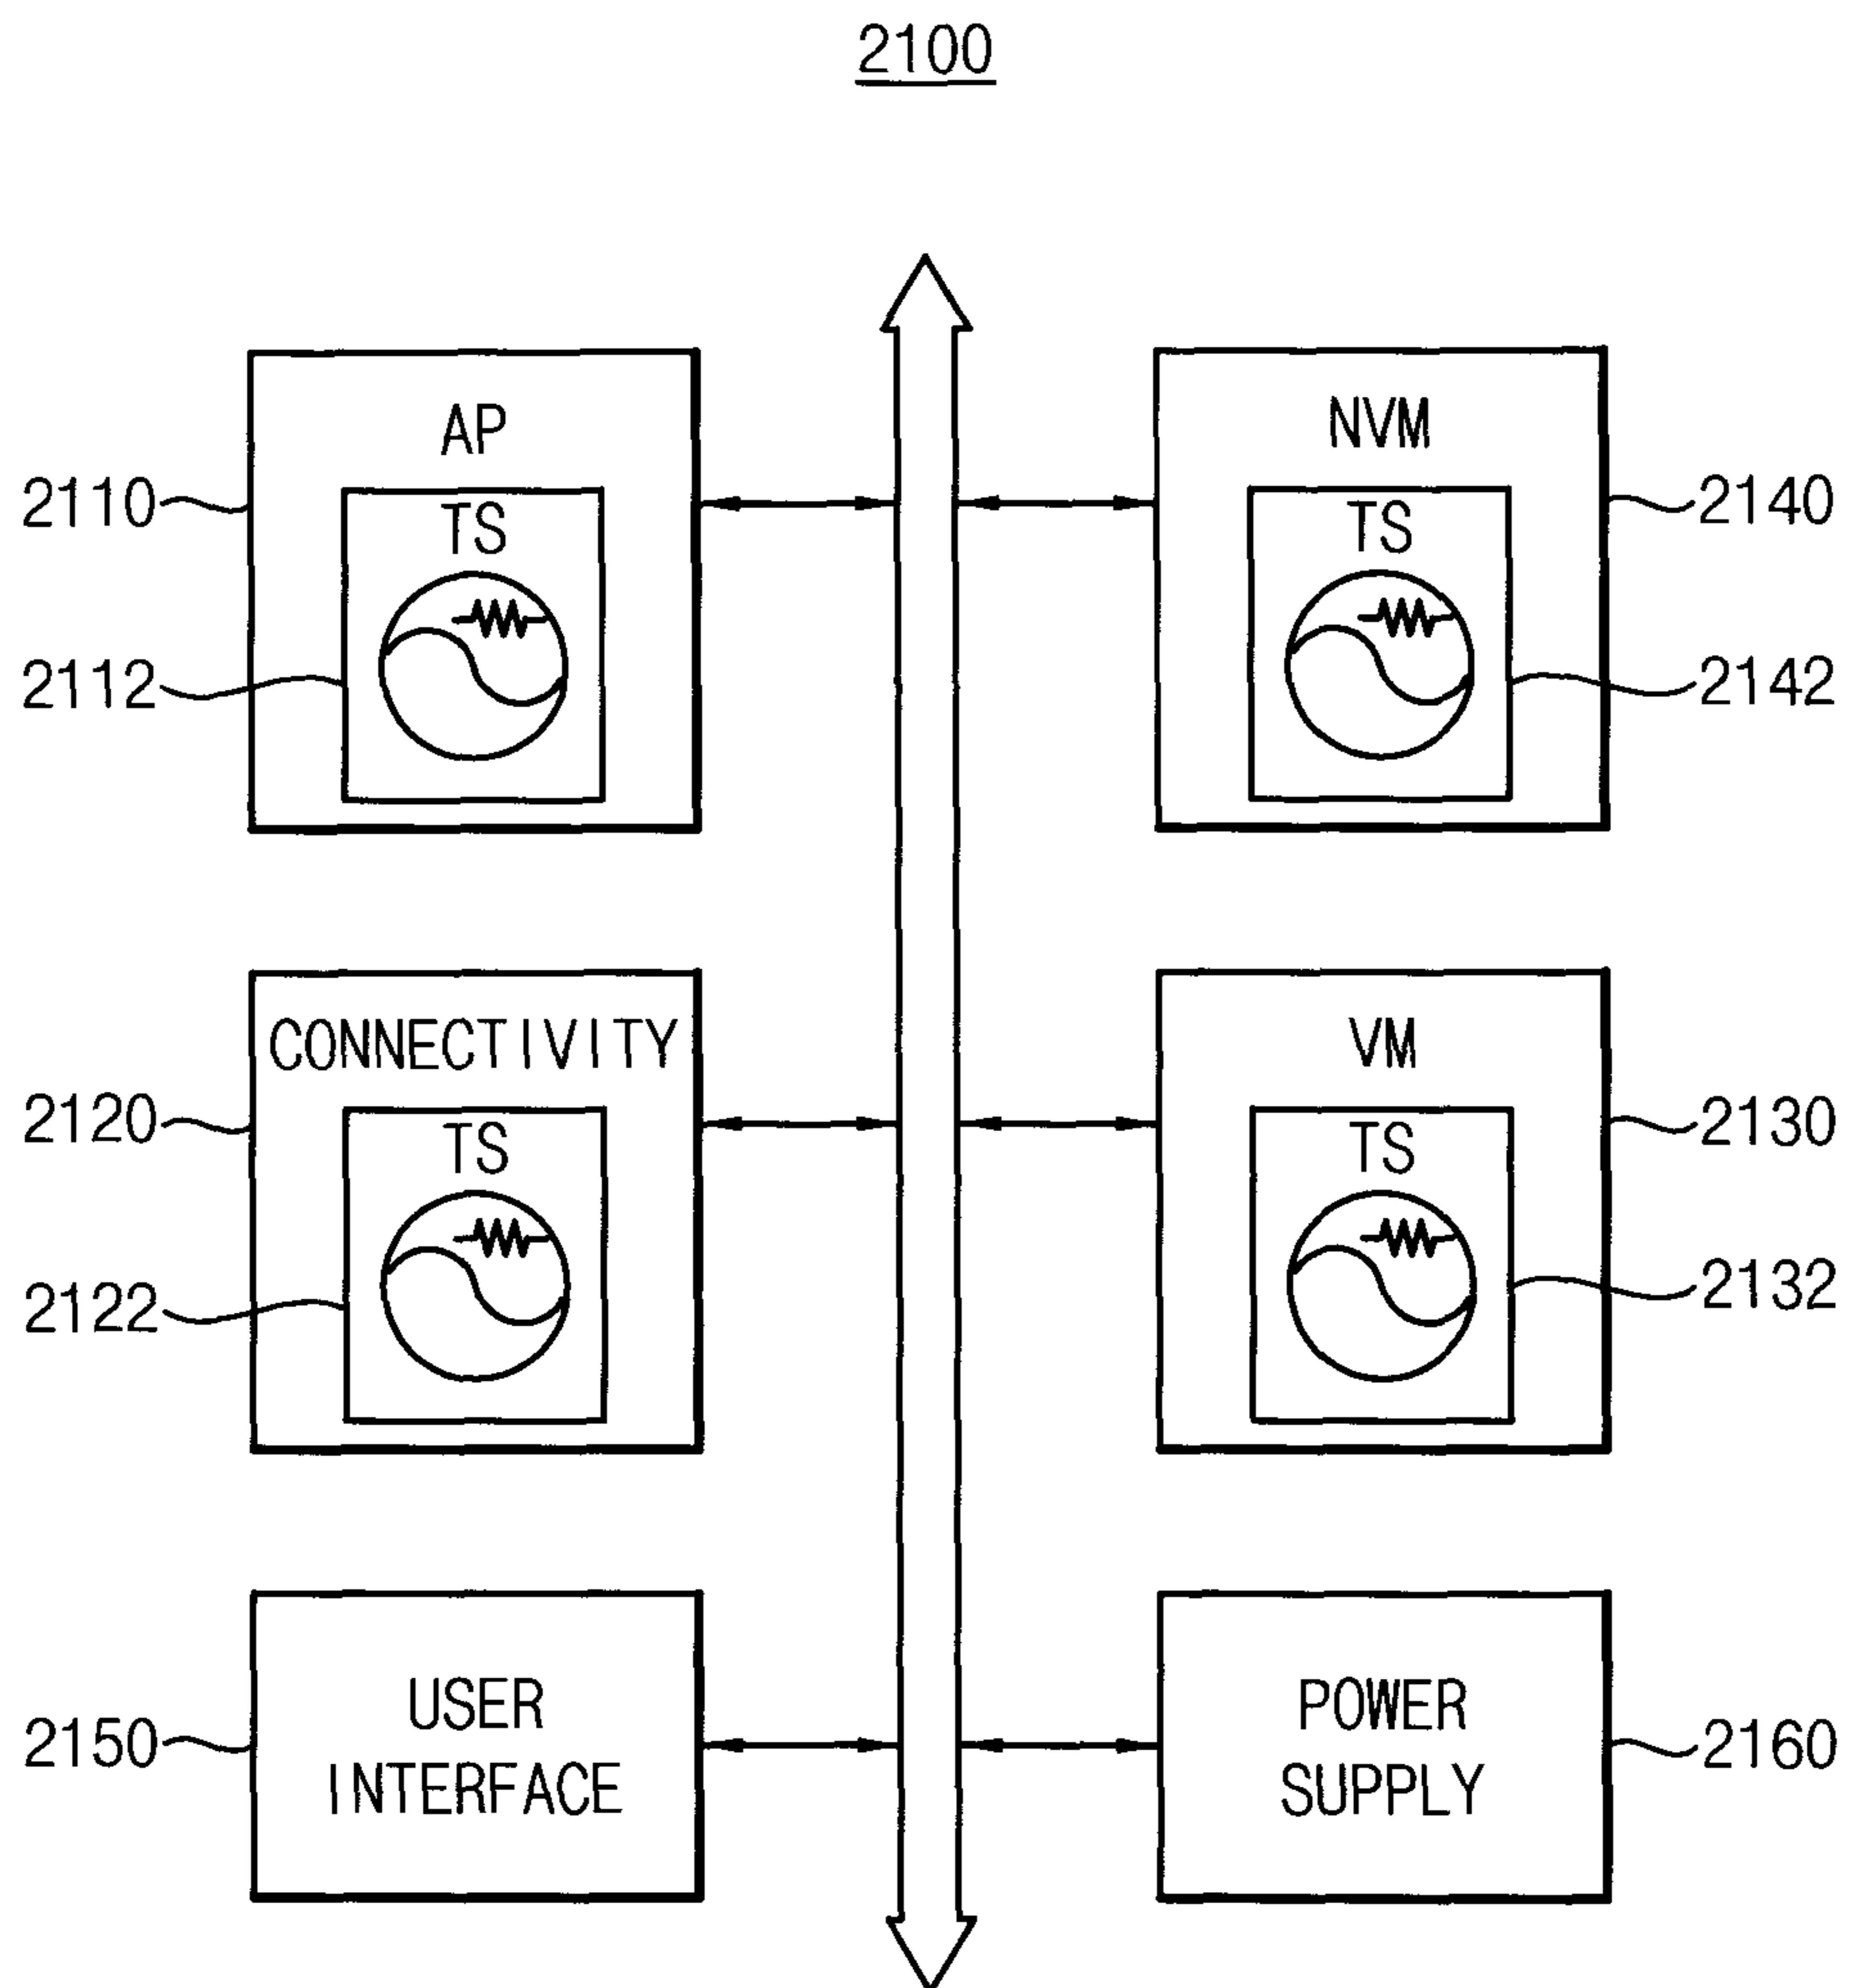 2100
AP
NVM
2110
TS
TS
2140
2112
2142
CONNECTIVITY
VM
2120
TS
TS
2130
2122
2132
USER
INTERFACE
POWER
SUPPLY
2150
2160